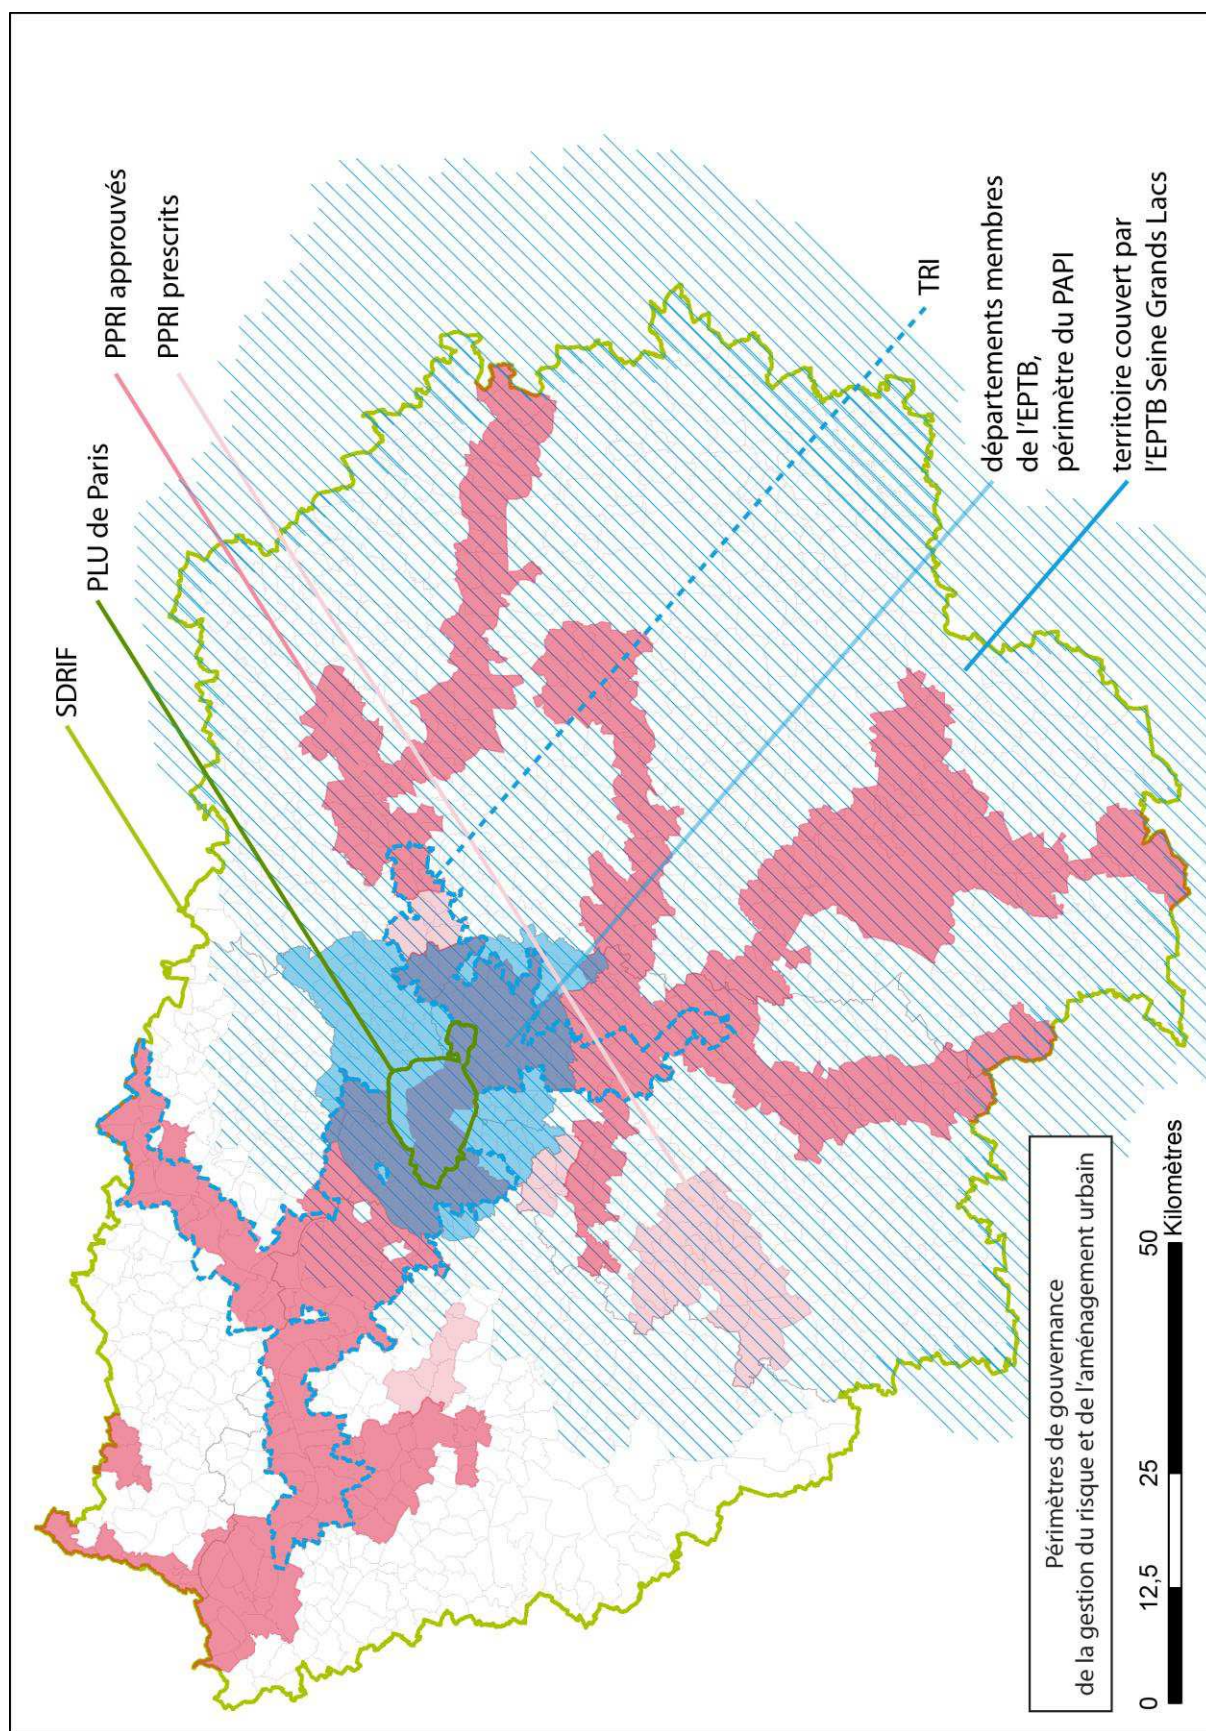 SDRIF
PLU de Paris
PPRI approuvés
PPRI prescrits
TRI
départements membres
de l'EPTB,
périmètre du PAPI
territoire couvert par
l'EPTB Seine Grands Lacs
Périmètres de gouvernance
de la gestion du risque et de l'aménagement urbain
0 12,5 25 50
Kilomètres